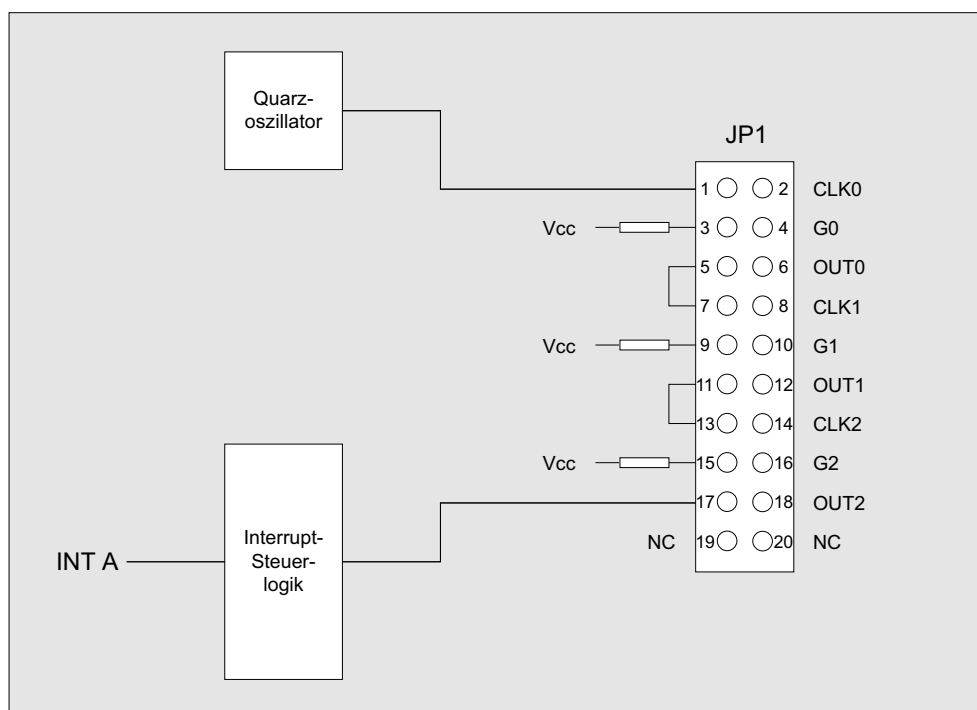 Quarz-
oszillator
JP1
1 2 CLK0
Vcc 3 4 G0
5 6 OUT0
7 8 CLK1
Vcc 9 10 G1
11 12 OUT1
13 14 CLK2
Vcc 15 16 G2
17 18 OUT2
NC 19 20 NC
INT A
Interrupt-
Steuer-
logik